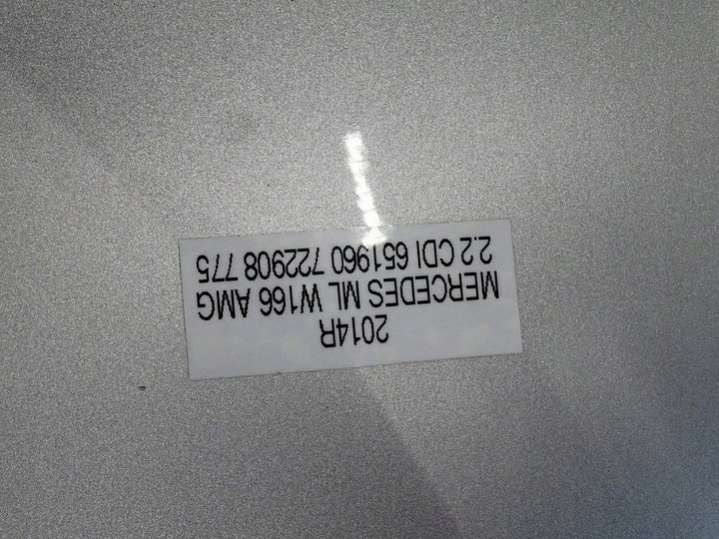 2014R
MERCEDES ML W166 AMG
2.2 CDI 651960 722908 775